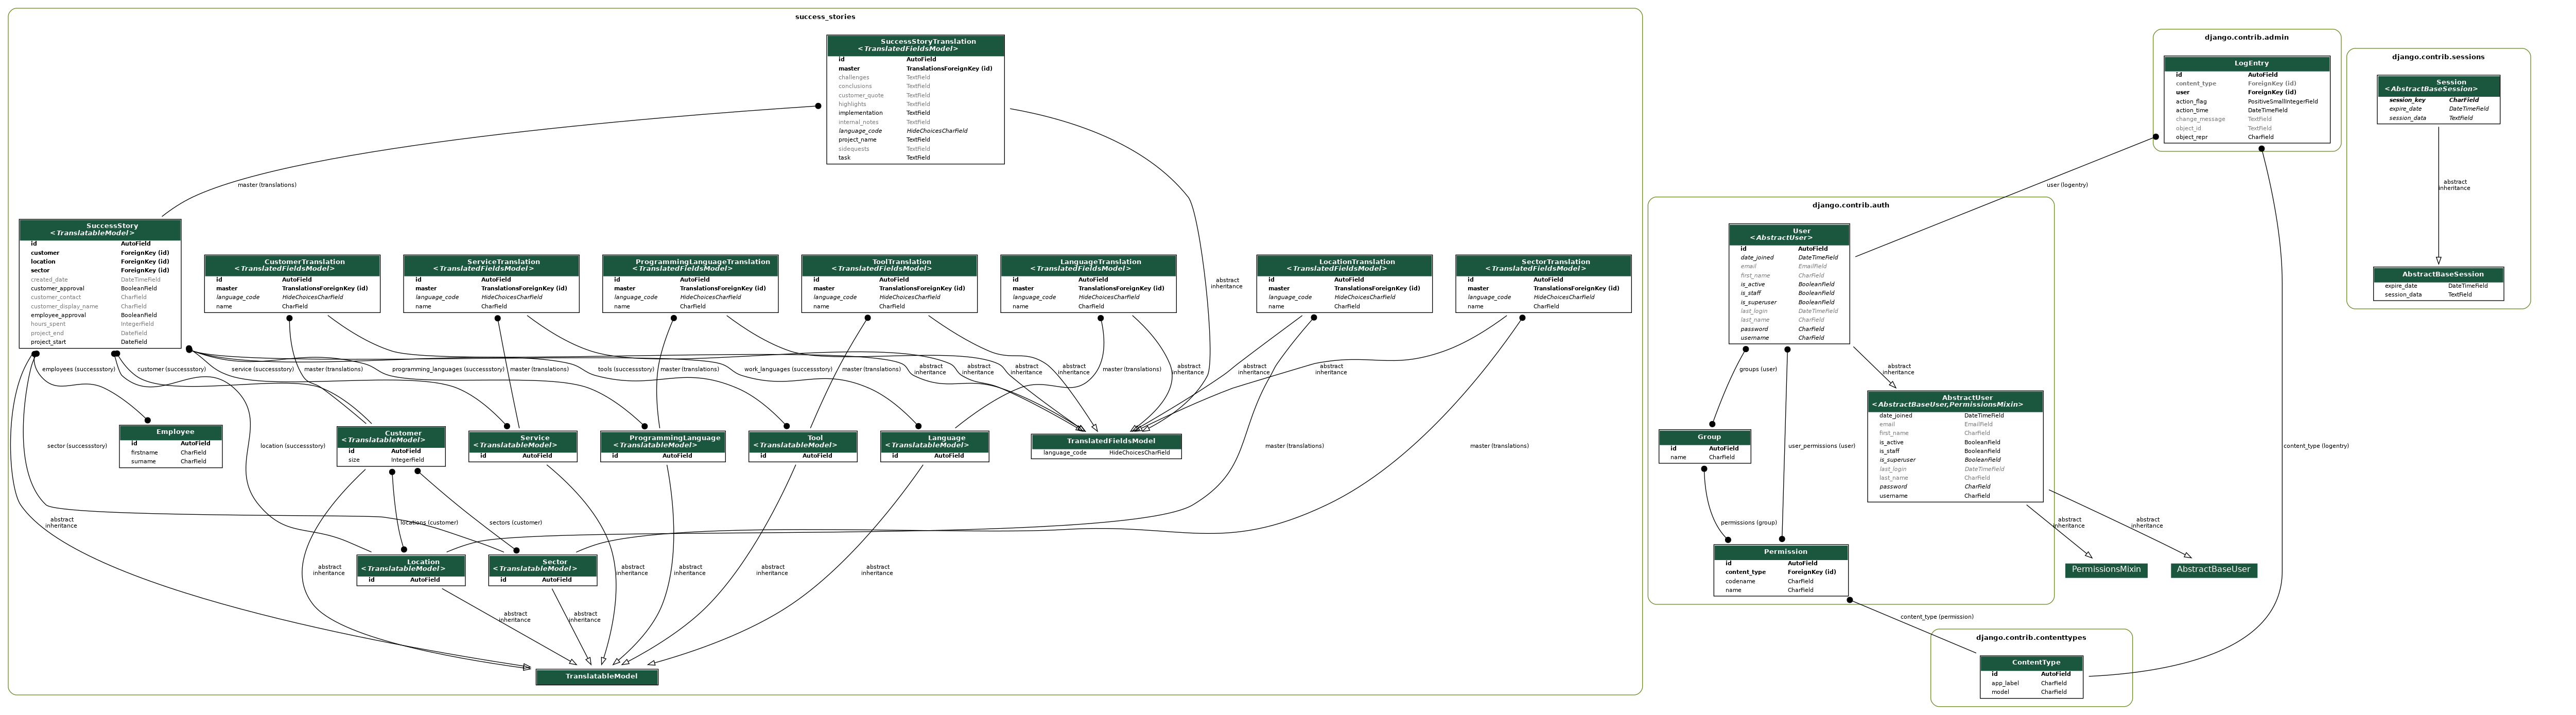 success_stories
SuccessStoryTranslation
<TranslatedFieldsModel>
id AutoField
master TranslationsForeignKey (id)
challenges TextField
conclusions TextField
customer_quote TextField
highlights TextField
implementation TextField
internal_notes TextField
language_code HideChoicesCharField
project_name TextField
sidequests TextField
task TextField
master (translations)
SuccessStory
<TranslatableModel>
id AutoField
customer ForeignKey (id)
location ForeignKey (id)
sector ForeignKey (id)
created_date DateTimeField
customer_approval BooleanField
customer_contact CharField
customer_display_name CharField
employee_approval BooleanField
hours_spent IntegerField
project_end DateField
project_start DateField
CustomerTranslation
<TranslatedFieldsModel>
id AutoField
master TranslationsForeignKey (id)
language_code HideChoicesCharField
name CharField
ServiceTranslation
<TranslatedFieldsModel>
id AutoField
master TranslationsForeignKey (id)
language_code HideChoicesCharField
name CharField
ProgrammingLanguageTranslation
<TranslatedFieldsModel>
id AutoField
master TranslationsForeignKey (id)
language_code HideChoicesCharField
name CharField
ToolTranslation
<TranslatedFieldsModel>
id AutoField
master TranslationsForeignKey (id)
language_code HideChoicesCharField
name CharField
LanguageTranslation
<TranslatedFieldsModel>
id AutoField
master TranslationsForeignKey (id)
language_code HideChoicesCharField
name CharField
abstract
inheritance
LocationTranslation
<TranslatedFieldsModel>
id AutoField
master TranslationsForeignKey (id)
language_code HideChoicesCharField
name CharField
SectorTranslation
<TranslatedFieldsModel>
id AutoField
master TranslationsForeignKey (id)
language_code HideChoicesCharField
name CharField
employees (successstory)
customer (successstory)
service (successstory)
master (translations)
programming_languages (successstory)
master (translations)
tools (successstory)
master (translations)
work_languages (successstory)
master (translations)
abstract
inheritance
abstract
inheritance
abstract
inheritance
abstract
inheritance
master (translations)
abstract
inheritance
abstract
inheritance
abstract
inheritance
sector (successstory)
Employee
id AutoField
firstname CharField
surname CharField
location (successstory)
Customer
<TranslatableModel>
id AutoField
size IntegerField
Service
<TranslatableModel>
id AutoField
ProgrammingLanguage
<TranslatableModel>
id AutoField
Tool
<TranslatableModel>
id AutoField
Language
<TranslatableModel>
id AutoField
TranslatedFieldsModel
language_code HideChoicesCharField
master (translations)
master (translations)
abstract
inheritance
locations (customer)
sectors (customer)
Location
<TranslatableModel>
id AutoField
Sector
<TranslatableModel>
id AutoField
abstract
inheritance
abstract
inheritance
abstract
inheritance
abstract
inheritance
abstract
inheritance
abstract
inheritance
abstract
inheritance
TranslatableModel
django.contrib.admin
LogEntry
id AutoField
content_type ForeignKey (id)
user ForeignKey (id)
action_flag PositiveSmallIntegerField
action_time DateTimeField
change_message TextField
object_id TextField
object_repr CharField
user (logentry)
content_type (logentry)
django.contrib.sessions
Session
<AbstractBaseSession>
session_key CharField
expire_date DateTimeField
session_data TextField
abstract
inheritance
AbstractBaseSession
expire_date DateTimeField
session_data TextField
django.contrib.auth
User
<AbstractUser>
id AutoField
date_joined DateTimeField
email EmailField
first_name CharField
is_active BooleanField
is_staff BooleanField
is_superuser BooleanField
last_login DateTimeField
last_name CharField
password CharField
username CharField
groups (user)
abstract
inheritance
Group
id AutoField
name CharField
user_permissions (user)
AbstractUser
<AbstractBaseUser,PermissionsMixin>
date_joined DateTimeField
email EmailField
first_name CharField
is_active BooleanField
is_staff BooleanField
is_superuser BooleanField
last_login DateTimeField
last_name CharField
password CharField
username CharField
permissions (group)
abstract
inheritance
abstract
inheritance
Permission
id AutoField
content_type ForeignKey (id)
codename CharField
name CharField
PermissionsMixin
AbstractBaseUser
content_type (permission)
django.contrib.contenttypes
ContentType
id AutoField
app_label CharField
model CharField